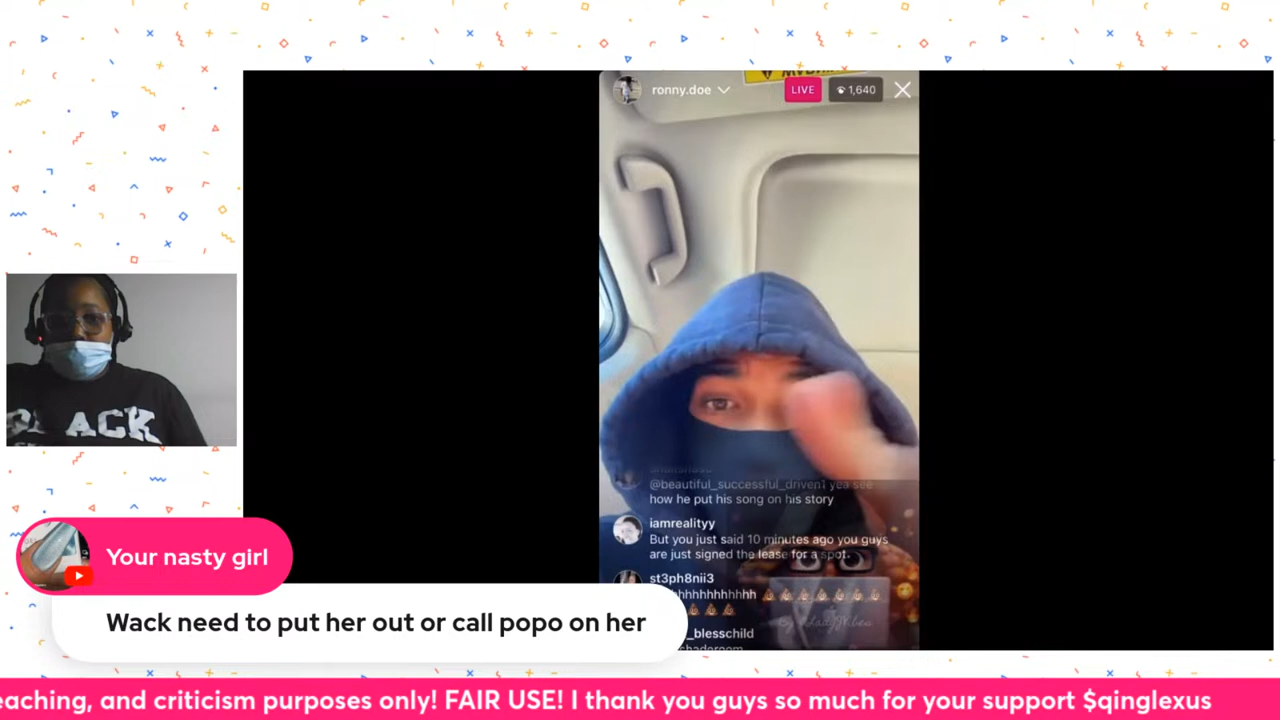 ronny.doe
LIVE
1,640
BLACK
@beautiful_successful_driven1 yea see
how he put his song on his story
iamrealityy
But you just said 10 minutes ago you guys
are just signed the lease for a spot.
st3ph8nii3
_blesschild
Your nasty girl
Wack need to put her out or call popo on her
eaching, and criticism purposes only! FAIR USE! I thank you guys so much for your support $qinglexus